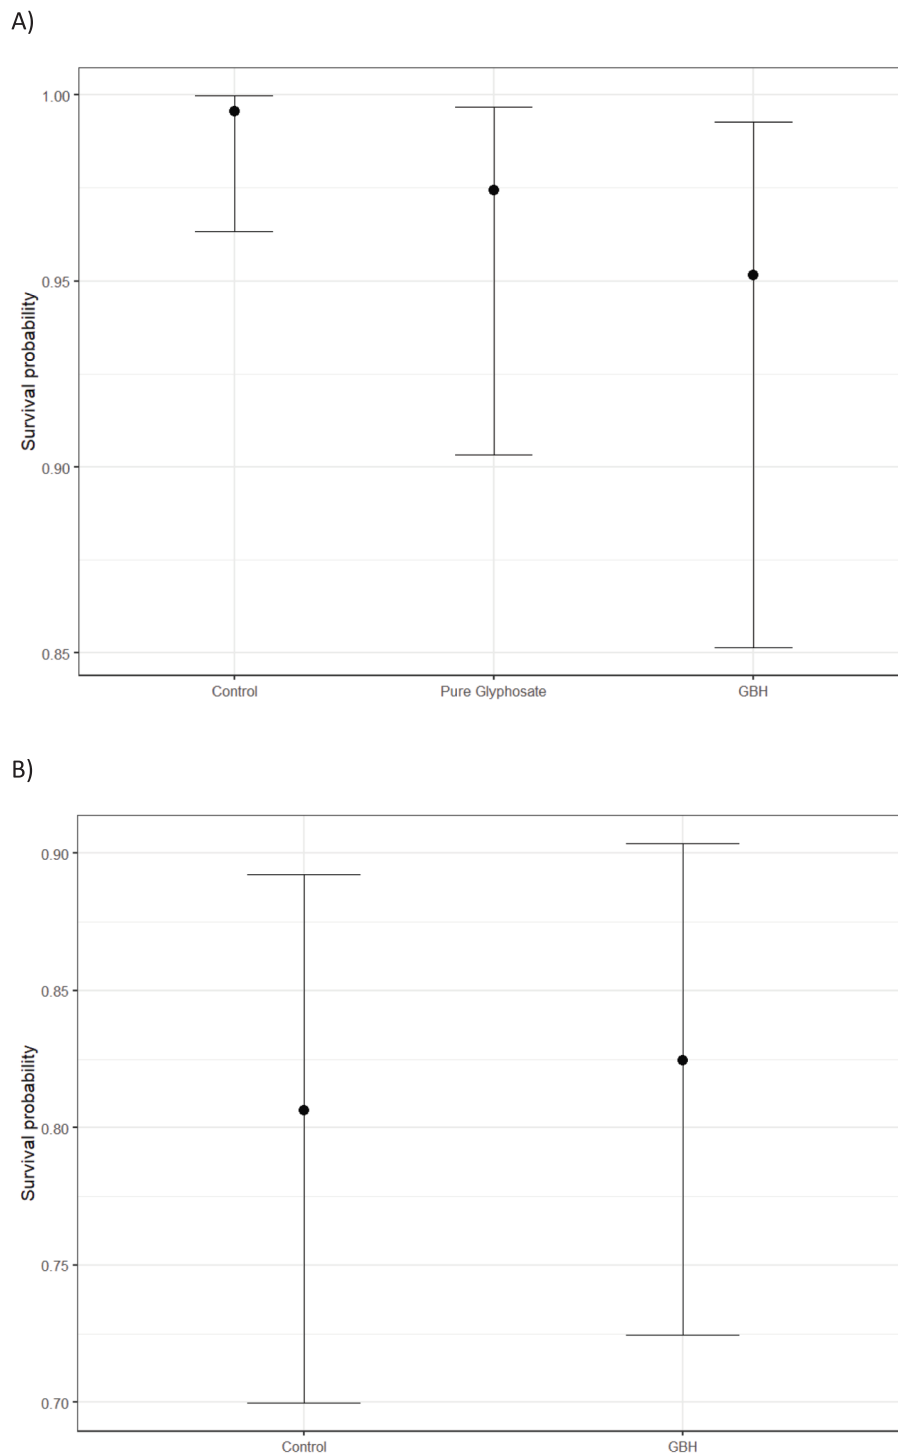 A)
Survival probability
1.00
0.95
0.90
0.85
Control
Pure Glyphosate
GBH
B)
Survival probability
0.90
0.85
0.80
0.75
0.70
Control
GBH